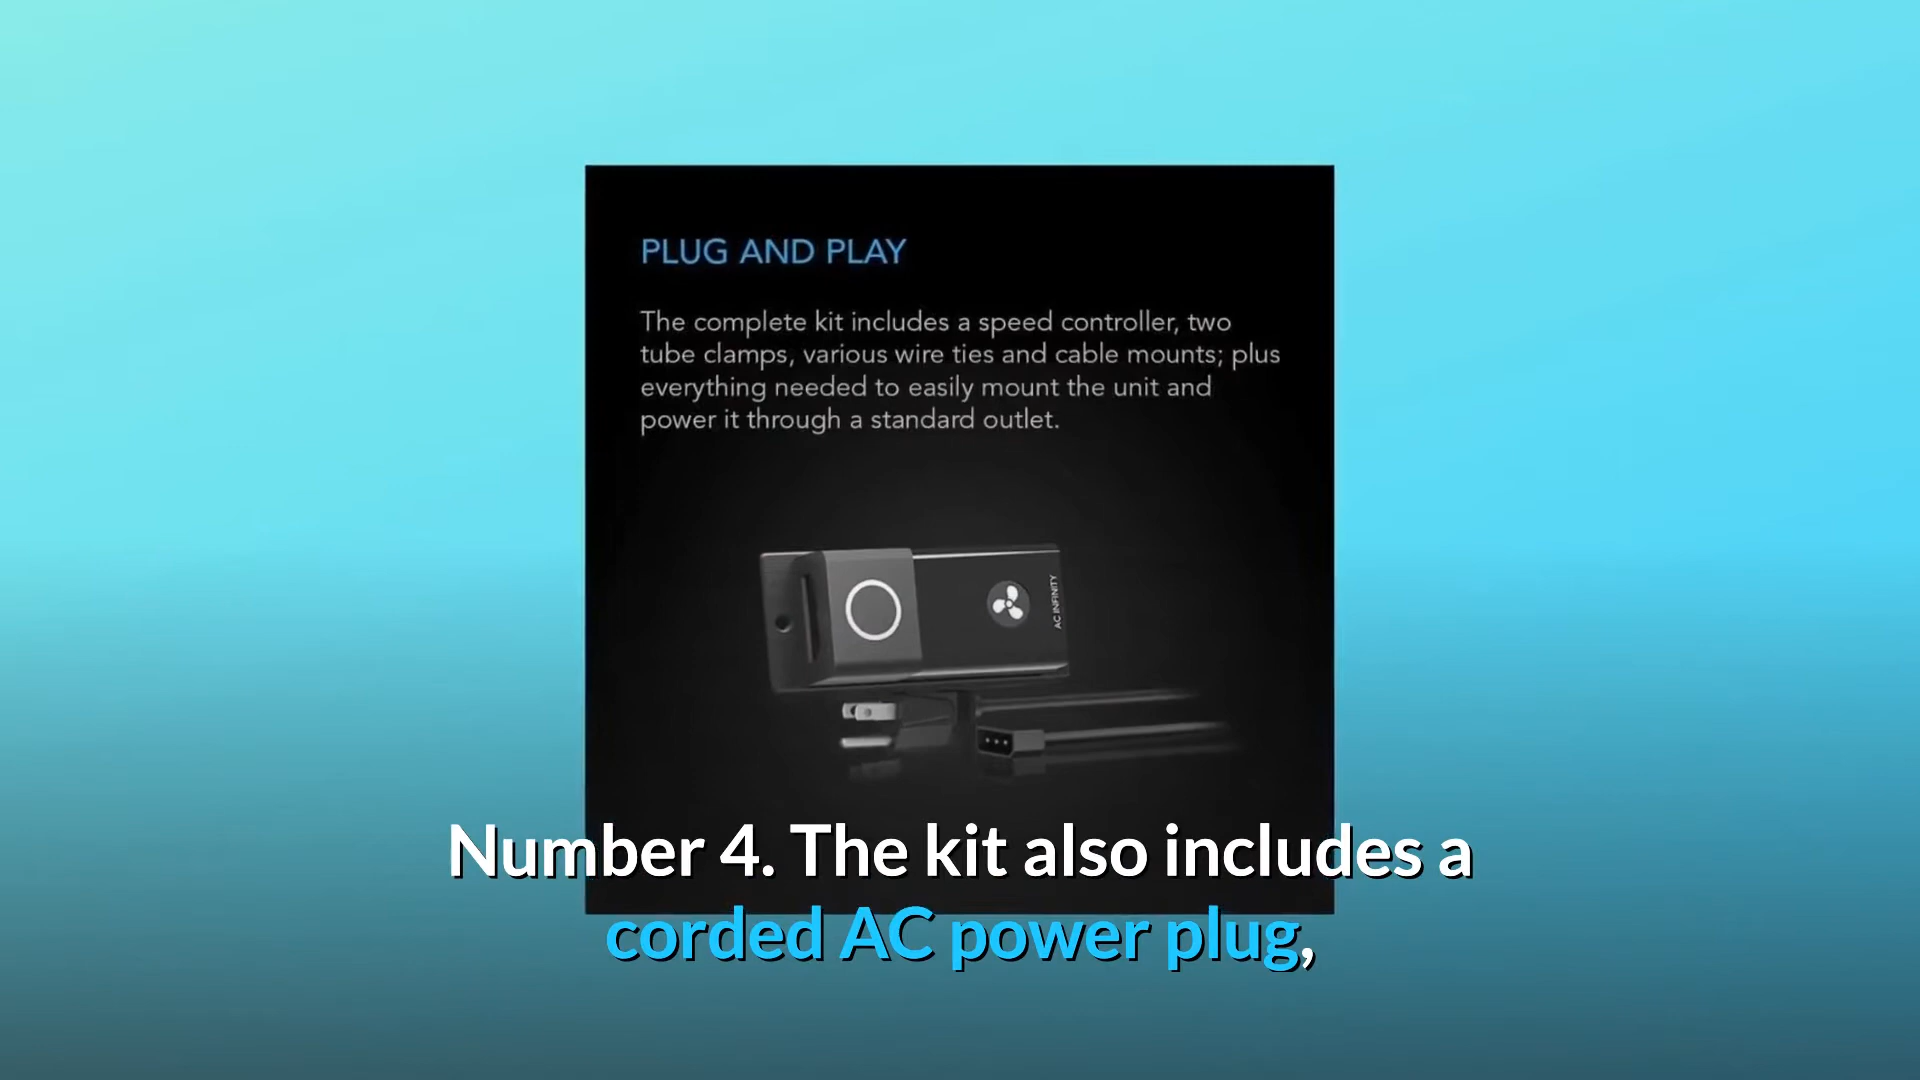 PLUG AND PLAY
The complete kit includes a speed controller, two
tube clamps, various wire ties and cable mounts; plus
everything needed to easily mount the unit and
power it through a standard outlet.
AC INFINITY
Number 4. The kit also includes a
corded AC power plug,